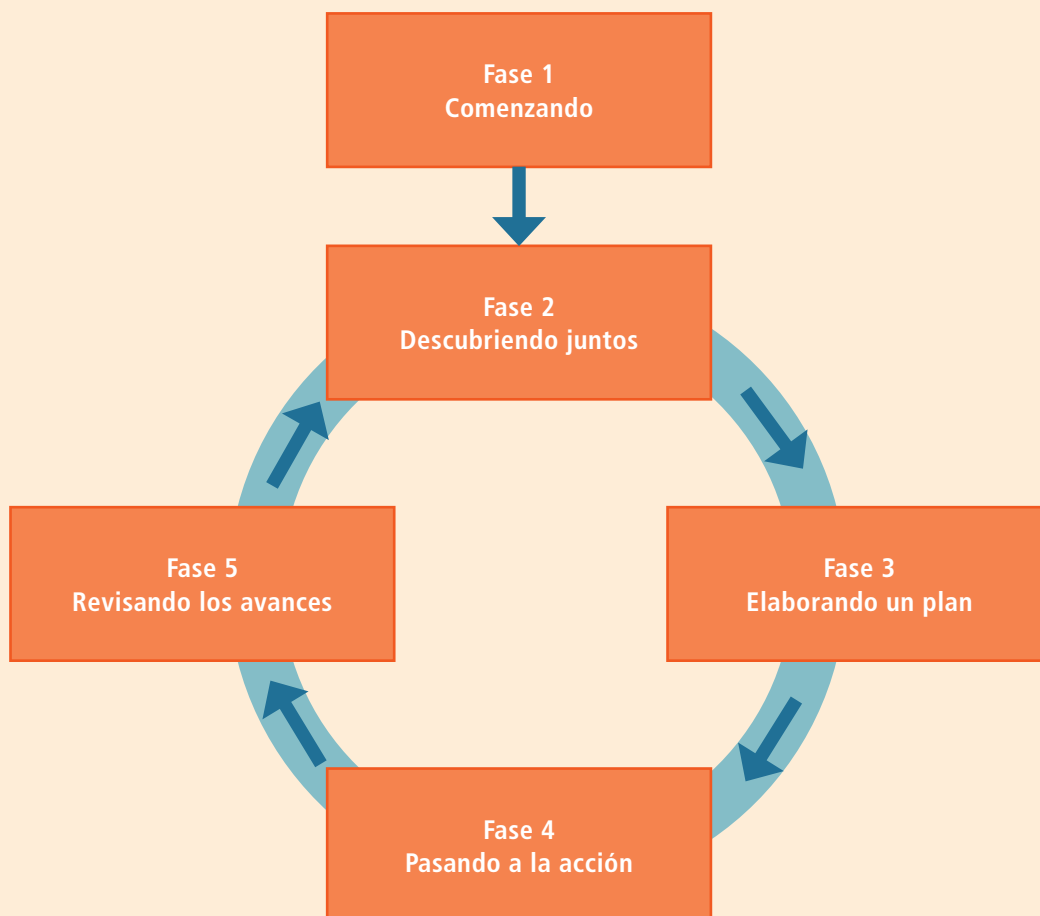 Fase 1
Comenzando
Fase 2
Descubriendo juntos
Fase 3
Elaborando un plan
Fase 4
Pasando a la acción
Fase 5
Revisando los avances